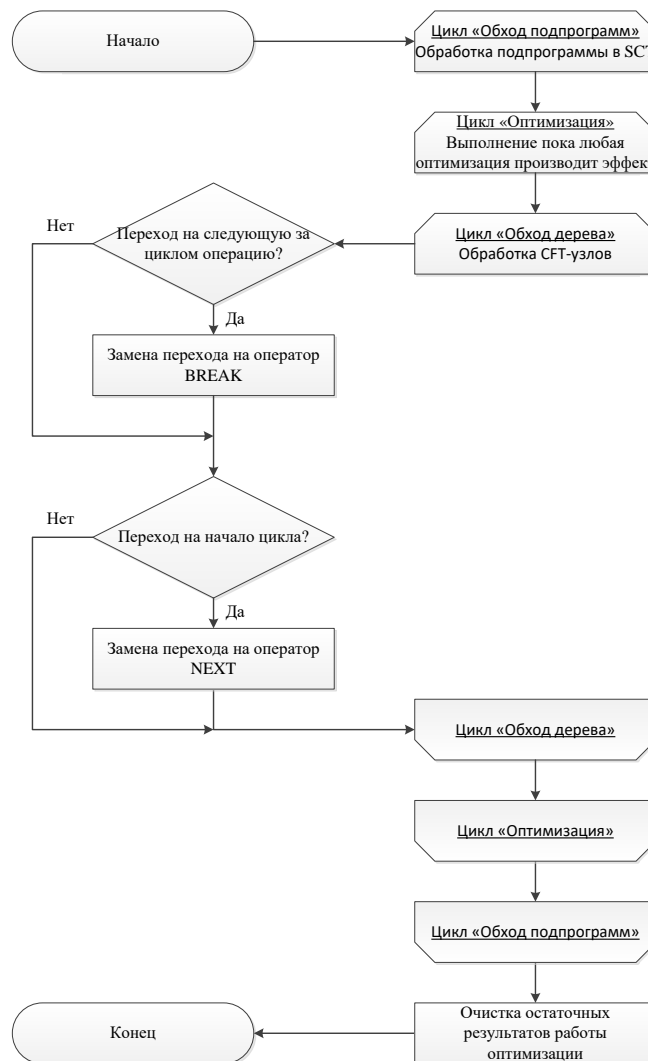 Начало
Цикл «Обход подпрограмм»
Обработка подпрограммы в SCT
Цикл «Оптимизация»
Выполнение пока любая
оптимизация производит эффект
Цикл «Обход дерева»
Обработка CFT-узлов
Переход на следующую за
циклом операцию?
Нет
Да
Замена перехода на оператор
BREAK
Переход на начало цикла?
Нет
Да
Замена перехода на оператор
NEXT
Цикл «Обход дерева»
Цикл «Оптимизация»
Цикл «Обход подпрограмм»
Очистка остаточных
результатов работы
оптимизации
Конец